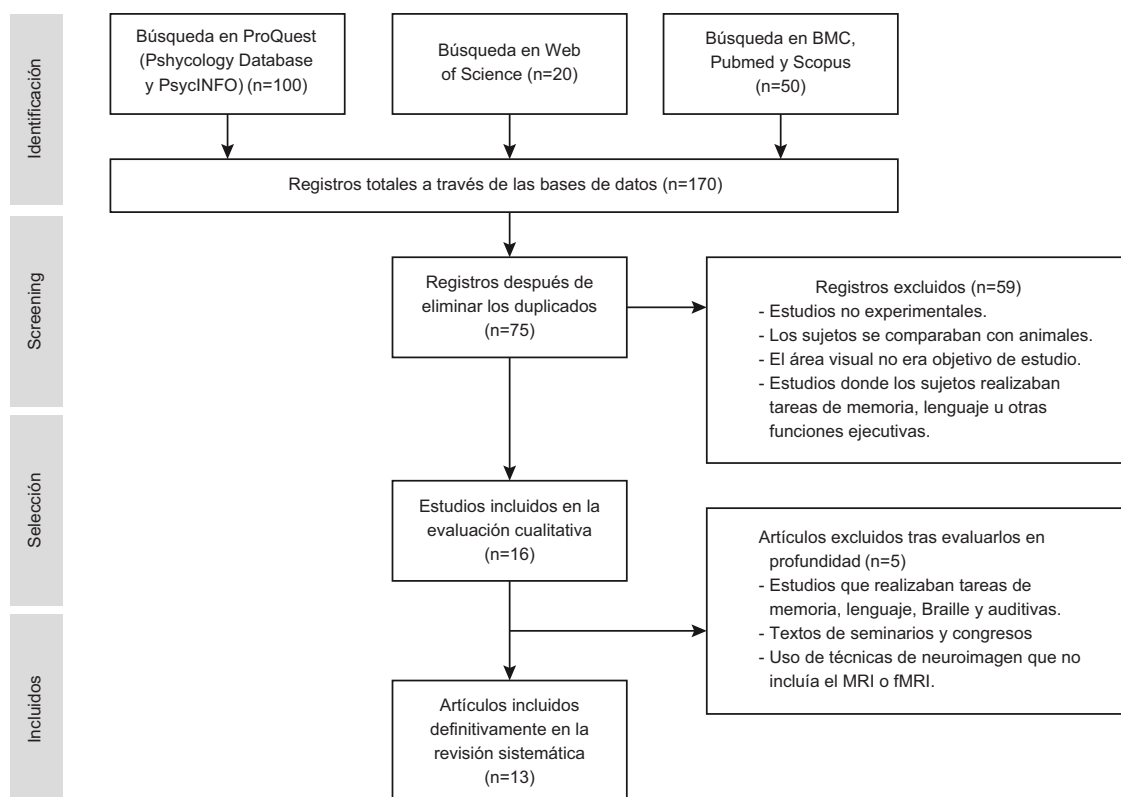 Identificación
Búsqueda en ProQuest
(Pshycology Database
y PsycINFO) (n=100)
Búsqueda en Web
of Science (n=20)
Búsqueda en BMC,
Pubmed y Scopus
(n=50)
Registros totales a través de las bases de datos (n=170)
Screening
Registros después de
eliminar los duplicados
(n=75)
Registros excluidos (n=59)
- Estudios no experimentales.
- Los sujetos se comparaban con animales.
- El área visual no era objetivo de estudio.
- Estudios donde los sujetos realizaban
tareas de memoria, lenguaje u otras
funciones ejecutivas.
Selección
Estudios incluidos en la
evaluación cualitativa
(n=16)
Artículos excluidos tras evaluarlos en
profundidad (n=5)
- Estudios que realizaban tareas de
memoria, lenguaje, Braille y auditivas.
- Textos de seminarios y congresos
- Uso de técnicas de neuroimagen que no
incluía el MRI o fMRI.
Incluidos
Artículos incluidos
definitivamente en la
revisión sistemática
(n=13)